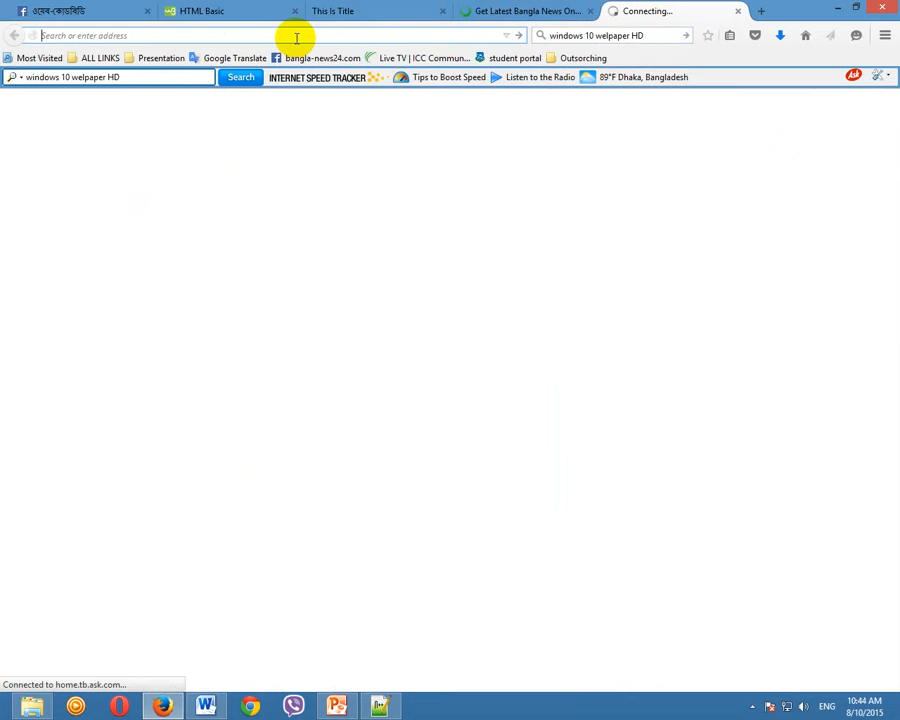 ওয়েব-কোডবিডি
HTML Basic
This Is Title
Get Latest Bangla News On...
Connecting...
Search or enter address
windows 10 welpaper HD
Most Visited
ALL LINKS
Presentation
Google Translate
bangla-news24.com
Live TV | ICC Commun...
student portal
Outsorching
windows 10 welpaper HD
Search
INTERNET SPEED TRACKER
Tips to Boost Speed
Listen to the Radio
89°F Dhaka, Bangladesh
Ask
Connected to home.tb.ask.com...
ENG
10:44 AM
8/10/2015